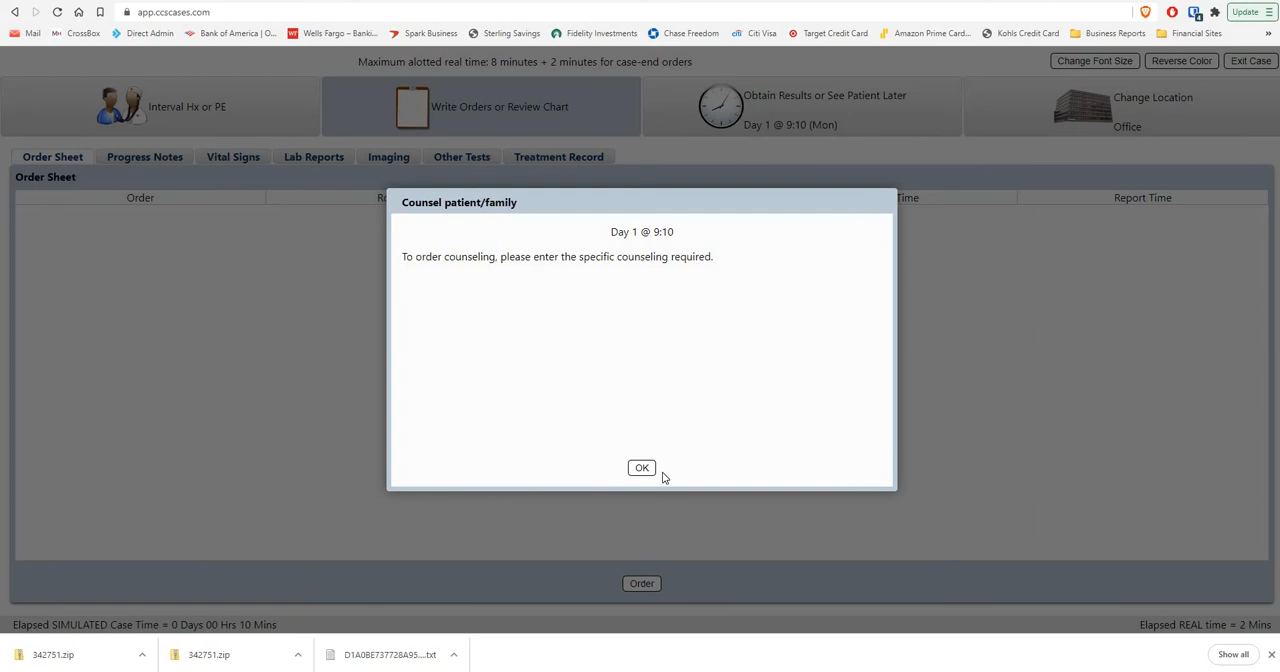 app.ccscases.com
Update
Mail CrossBox Direct Admin Bank of America | O... Wells Fargo – Banki... Spark Business Sterling Savings Fidelity Investments Chase Freedom Citi Visa Target Credit Card Amazon Prime Card... Kohls Credit Card Business Reports Financial Sites »
Maximum alotted real time: 8 minutes + 2 minutes for case-end orders
Change Font Size Reverse Color Exit Case
Interval Hx or PE
Write Orders or Review Chart
Obtain Results or See Patient Later
Day 1 @ 9:10 (Mon)
Change Location
Office
Order Sheet Progress Notes Vital Signs Lab Reports Imaging Other Tests Treatment Record
Order Sheet
Order Time Report Time
Counsel patient/family
Day 1 @ 9:10
To order counseling, please enter the specific counseling required.
OK
Order
Elapsed SIMULATED Case Time = 0 Days 00 Hrs 10 Mins
Elapsed REAL time = 2 Mins
342751.zip 342751.zip D1A0BE737728A95....txt Show all